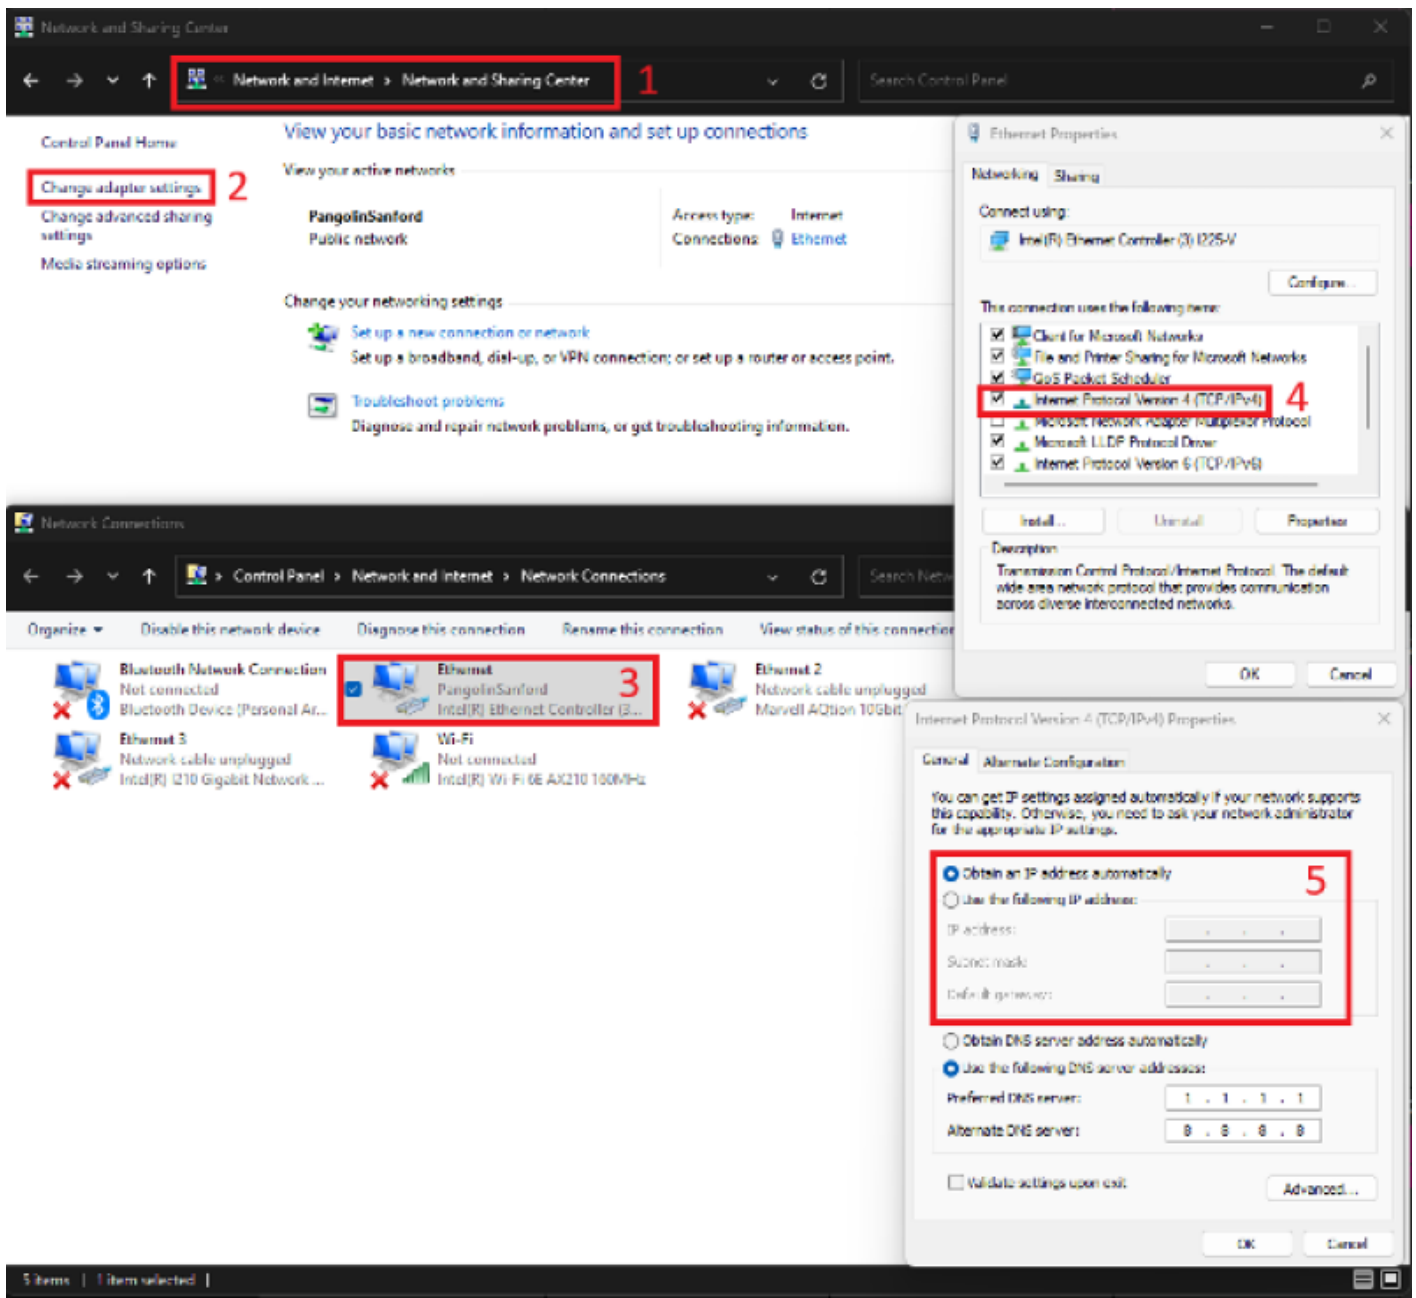 Network and Sharing Center
« Network and Internet > Network and Sharing Center
1
Search Control Panel
Control Panel Home
Change adapter settings
2
Change advanced sharing
settings
Media streaming options
View your basic network information and set up connections
View your active networks
PangolinSanford
Public network
Access type: Internet
Connections: Ethernet
Change your networking settings
Set up a new connection or network
Set up a broadband, dial-up, or VPN connection; or set up a router or access point.
Troubleshoot problems
Diagnose and repair network problems, or get troubleshooting information.
Ethernet Properties
Networking Sharing
Connect using:
Intel(R) Ethernet Controller (3) I225-V
Configure...
This connection uses the following items:
Client for Microsoft Networks
File and Printer Sharing for Microsoft Networks
QoS Packet Scheduler
Internet Protocol Version 4 (TCP/IPv4)
4
Microsoft Network Adapter Multiplexor Protocol
Microsoft LLDP Protocol Driver
Internet Protocol Version 6 (TCP/IPv6)
Install... Uninstall Properties
Description
Transmission Control Protocol/Internet Protocol. The default
wide area network protocol that provides communication
across diverse interconnected networks.
OK Cancel
Network Connections
> Control Panel > Network and Internet > Network Connections
Search Netw
Organize Disable this network device Diagnose this connection Rename this connection View status of this connection
Bluetooth Network Connection
Not connected
Bluetooth Device (Personal Ar...
Ethernet
PangolinSanford
Intel(R) Ethernet Controller (3...
3
Ethernet 2
Network cable unplugged
Marvell AQtion 10Gbit
Ethernet 3
Network cable unplugged
Intel(R) I210 Gigabit Network ...
Wi-Fi
Not connected
Intel(R) Wi-Fi 6E AX210 160MHz
Internet Protocol Version 4 (TCP/IPv4) Properties
General Alternate Configuration
You can get IP settings assigned automatically if your network supports
this capability. Otherwise, you need to ask your network administrator
for the appropriate IP settings.
Obtain an IP address automatically
5
Use the following IP address:
IP address: . . .
Subnet mask: . . .
Default gateway: . . .
Obtain DNS server address automatically
Use the following DNS server addresses:
Preferred DNS server: 1 . 1 . 1 . 1
Alternate DNS server: 8 . 8 . 8 . 8
Validate settings upon exit
Advanced...
OK Cancel
5 items | 1 item selected |